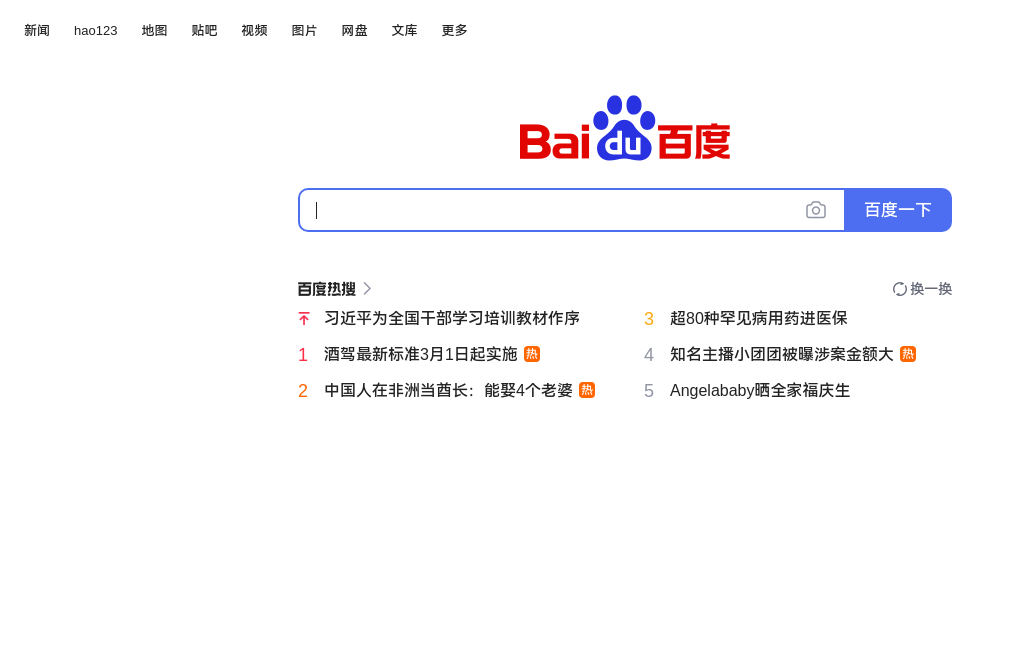 新闻 hao123 地图 贴吧 视频 图片 网盘 文库 更多
Bai du 百度
百度一下
百度热搜 换一换
习近平为全国干部学习培训教材作序
1 酒驾最新标准3月1日起实施 热
2 中国人在非洲当酋长：能娶4个老婆 热
3 超80种罕见病用药进医保
4 知名主播小团团被曝涉案金额大 热
5 Angelababy晒全家福庆生